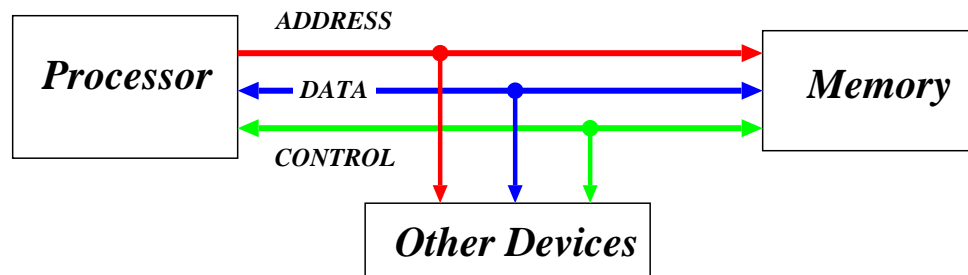 ADDRESS
Processor
DATA
Memory
CONTROL
Other Devices